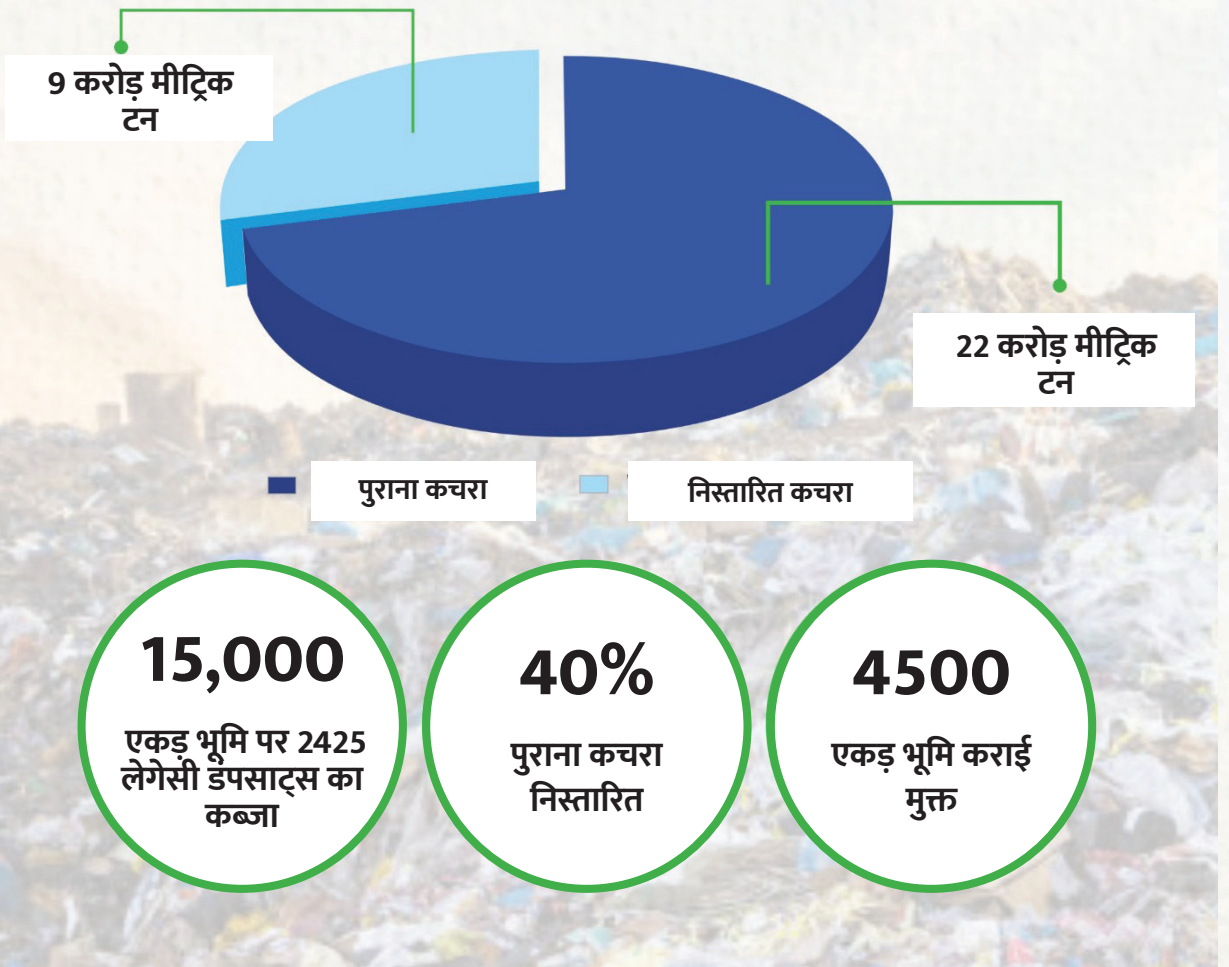 9 करोड़ मीट्रिक
टन
22 करोड़ मीट्रिक
टन
पुराना कचरा
निस्तारित कचरा
15,000
एकड़ भूमि पर 2425
लेगेसी डंपसाट्स का
कब्जा
40%
पुराना कचरा
निस्तारित
4500
एकड़ भूमि कराई
मुक्त